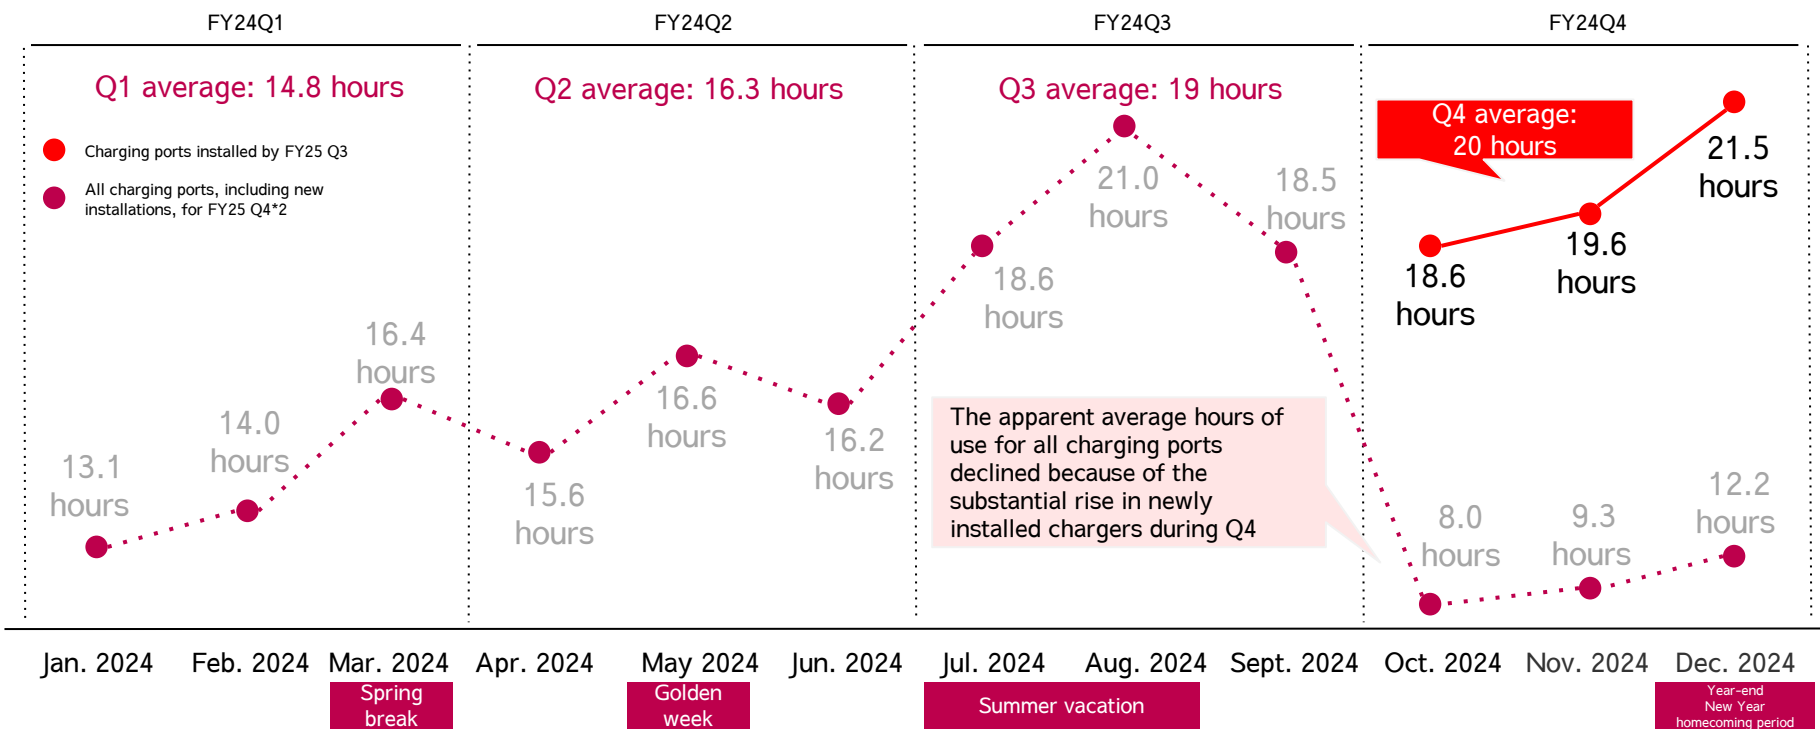 FY24Q1
FY24Q2
FY24Q3
FY24Q4
Q1 average: 14.8 hours
Q2 average: 16.3 hours
Q3 average: 19 hours
Q4 average:
20 hours
Charging ports installed by FY25 Q3
All charging ports, including new
installations, for FY25 Q4*2
13.1
hours
14.0
hours
16.4
hours
15.6
hours
16.6
hours
16.2
hours
18.6
hours
21.0
hours
18.5
hours
18.6
hours
19.6
hours
21.5
hours
The apparent average hours of
use for all charging ports
declined because of the
substantial rise in newly
installed chargers during Q4
8.0
hours
9.3
hours
12.2
hours
Jan. 2024
Feb. 2024
Mar. 2024
Apr. 2024
May 2024
Jun. 2024
Jul. 2024
Aug. 2024
Sept. 2024
Oct. 2024
Nov. 2024
Dec. 2024
Spring
break
Golden
week
Summer vacation
Year-end
New Year
homecoming period